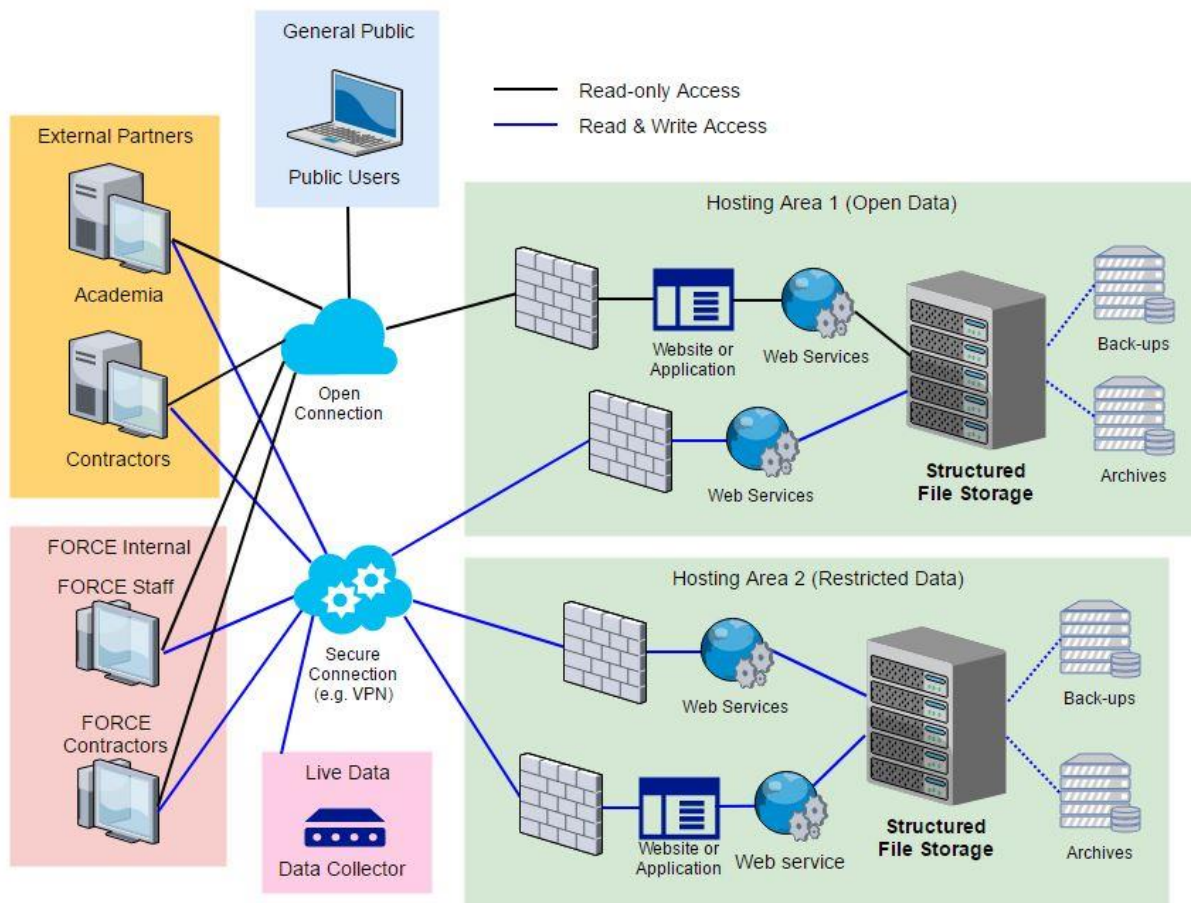 General Public
Public Users
Read-only Access
Read & Write Access
External Partners
Academia
Contractors
Open
Connection
Hosting Area 1 (Open Data)
Website or
Application
Web Services
Web Services
Structured
File Storage
Back-ups
Archives
FORCE Internal
FORCE Staff
FORCE
Contractors
Secure
Connection
(e.g. VPN)
Live Data
Data Collector
Hosting Area 2 (Restricted Data)
Web Services
Website or
Application
Web service
Structured
File Storage
Back-ups
Archives